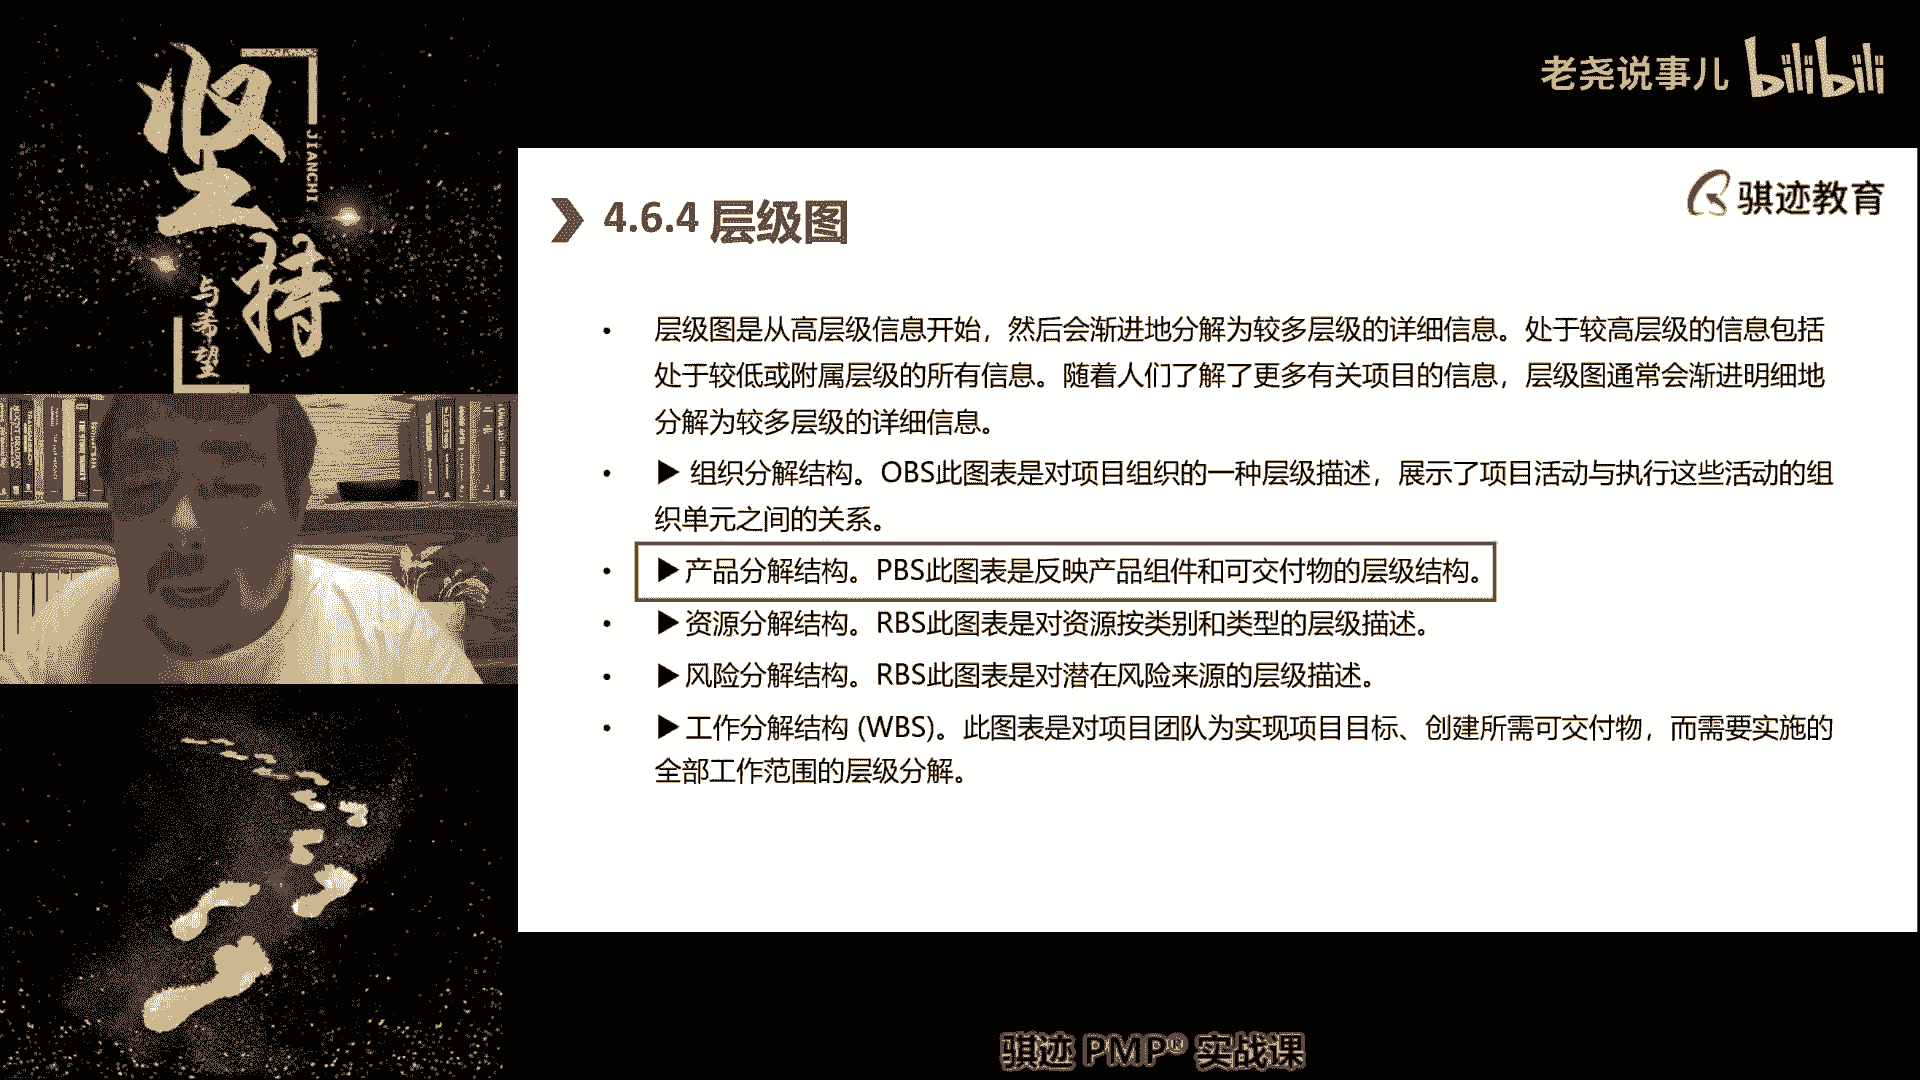 坚持
JIANCHI
与希望
老尧说事儿 bilibili
骐迹教育
4.6.4 层级图
• 层级图是从高层级信息开始，然后会渐进地分解为较多层级的详细信息。处于较高层级的信息包括
处于较低或附属层级的所有信息。随着人们了解了更多有关项目的信息，层级图通常会渐进明细地
分解为较多层级的详细信息。
• ▶ 组织分解结构。OBS此图表是对项目组织的一种层级描述，展示了项目活动与执行这些活动的组
织单元之间的关系。
• ▶产品分解结构。PBS此图表是反映产品组件和可交付物的层级结构。
• ▶资源分解结构。RBS此图表是对资源按类别和类型的层级描述。
• ▶风险分解结构。RBS此图表是对潜在风险来源的层级描述。
• ▶工作分解结构 (WBS)。此图表是对项目团队为实现项目目标、创建所需可交付物，而需要实施的
全部工作范围的层级分解。
骐迹 PMP® 实战课